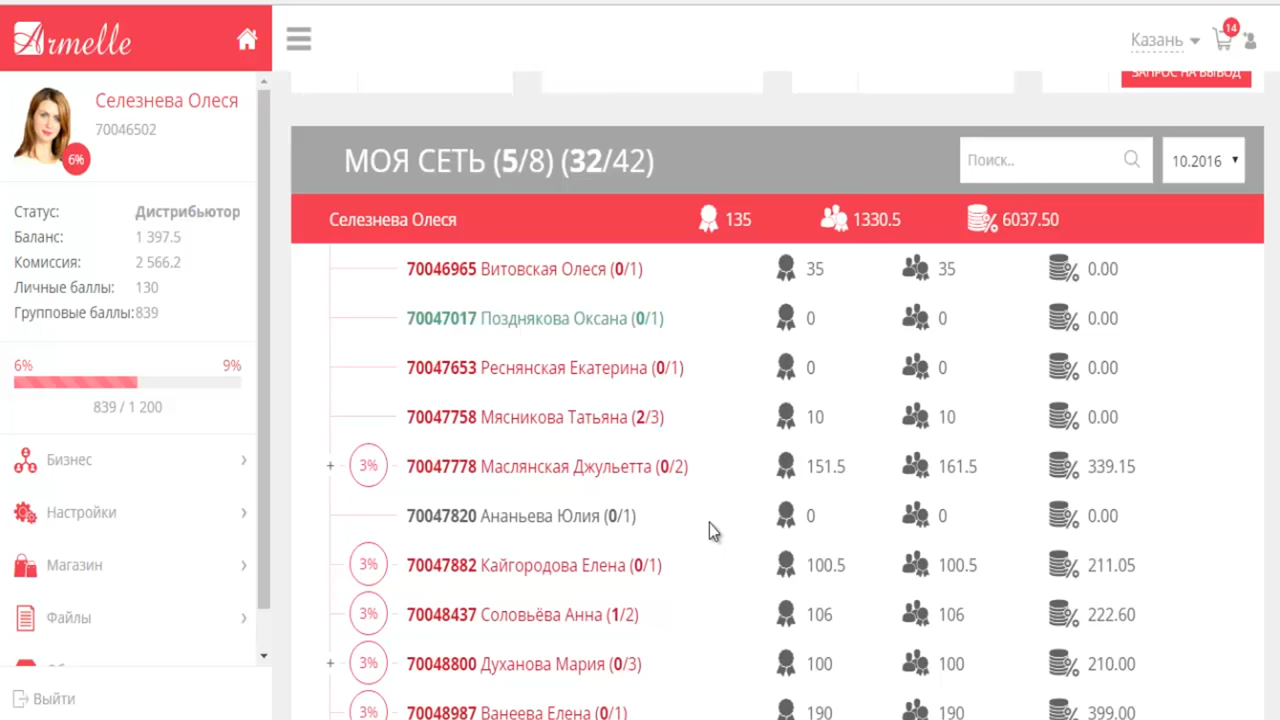 Armelle
Казань
14
ЗАПРОС НА ВЫВОД
Селезнева Олеся
70046502
6%
Статус: Дистрибьютор
Баланс: 1 397.5
Комиссия: 2 566.2
Личные баллы: 130
Групповые баллы: 839
6% 9%
839 / 1 200
Бизнес
Настройки
Магазин
Файлы
Выйти
МОЯ СЕТЬ (5/8) (32/42)
Поиск..
10.2016
Селезнева Олеся 135 1330.5 6037.50
70046965 Витовская Олеся (0/1) 35 35 0.00
70047017 Позднякова Оксана (0/1) 0 0 0.00
70047653 Реснянская Екатерина (0/1) 0 0 0.00
70047758 Мясникова Татьяна (2/3) 10 10 0.00
+ 3% 70047778 Маслянская Джульетта (0/2) 151.5 161.5 339.15
70047820 Ананьева Юлия (0/1) 0 0 0.00
3% 70047882 Кайгородова Елена (0/1) 100.5 100.5 211.05
3% 70048437 Соловьёва Анна (1/2) 106 106 222.60
+ 3% 70048800 Духанова Мария (0/3) 100 100 210.00
3% 70048987 Ванеева Елена (0/1) 190 190 399.00